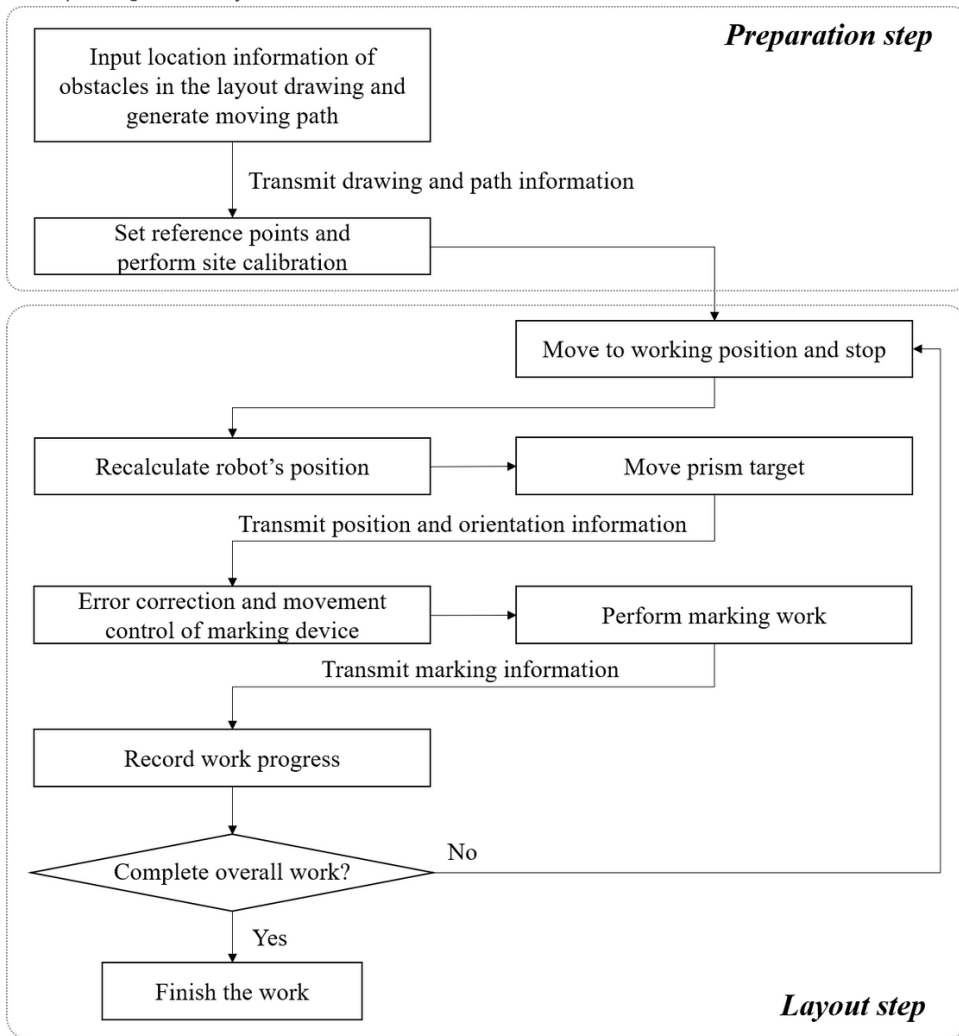 Preparation step
Input location information of
obstacles in the layout drawing and
generate moving path
Transmit drawing and path information
Set reference points and
perform site calibration
Move to working position and stop
Recalculate robot’s position
Move prism target
Transmit position and orientation information
Error correction and movement
control of marking device
Perform marking work
Transmit marking information
Record work progress
Complete overall work?
No
Yes
Finish the work
Layout step